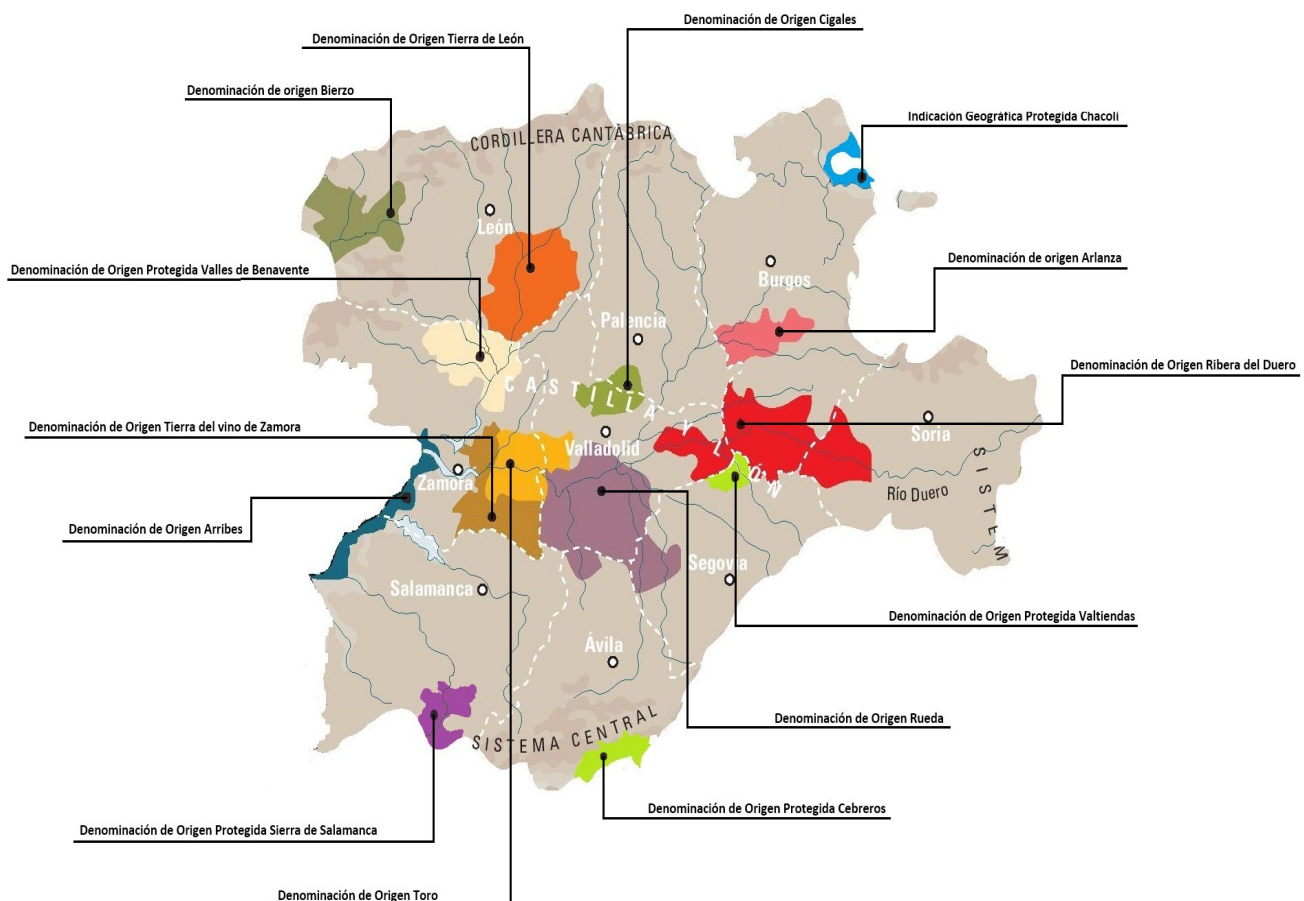 Denominación de Origen Cigales
Denominación de Origen Tierra de León
Denominación de origen Bierzo
Indicación Geográfica Protegida Chacoli
CORDILLERA CANTÁBRICA
León
Denominación de Origen Protegida Valles de Benavente
Denominación de origen Arlanza
Burgos
Palencia
Denominación de Origen Ribera del Duero
CASTILLA Y LEÓN
Denominación de Origen Tierra del vino de Zamora
Valladolid
Soria
Zamora
Río Duero
SISTEM
Denominación de Origen Arribes
Segovia
Salamanca
Denominación de Origen Protegida Valtiendas
Ávila
Denominación de Origen Rueda
SISTEMA CENTRAL
Denominación de Origen Protegida Cebreros
Denominación de Origen Protegida Sierra de Salamanca
Denominación de Origen Toro